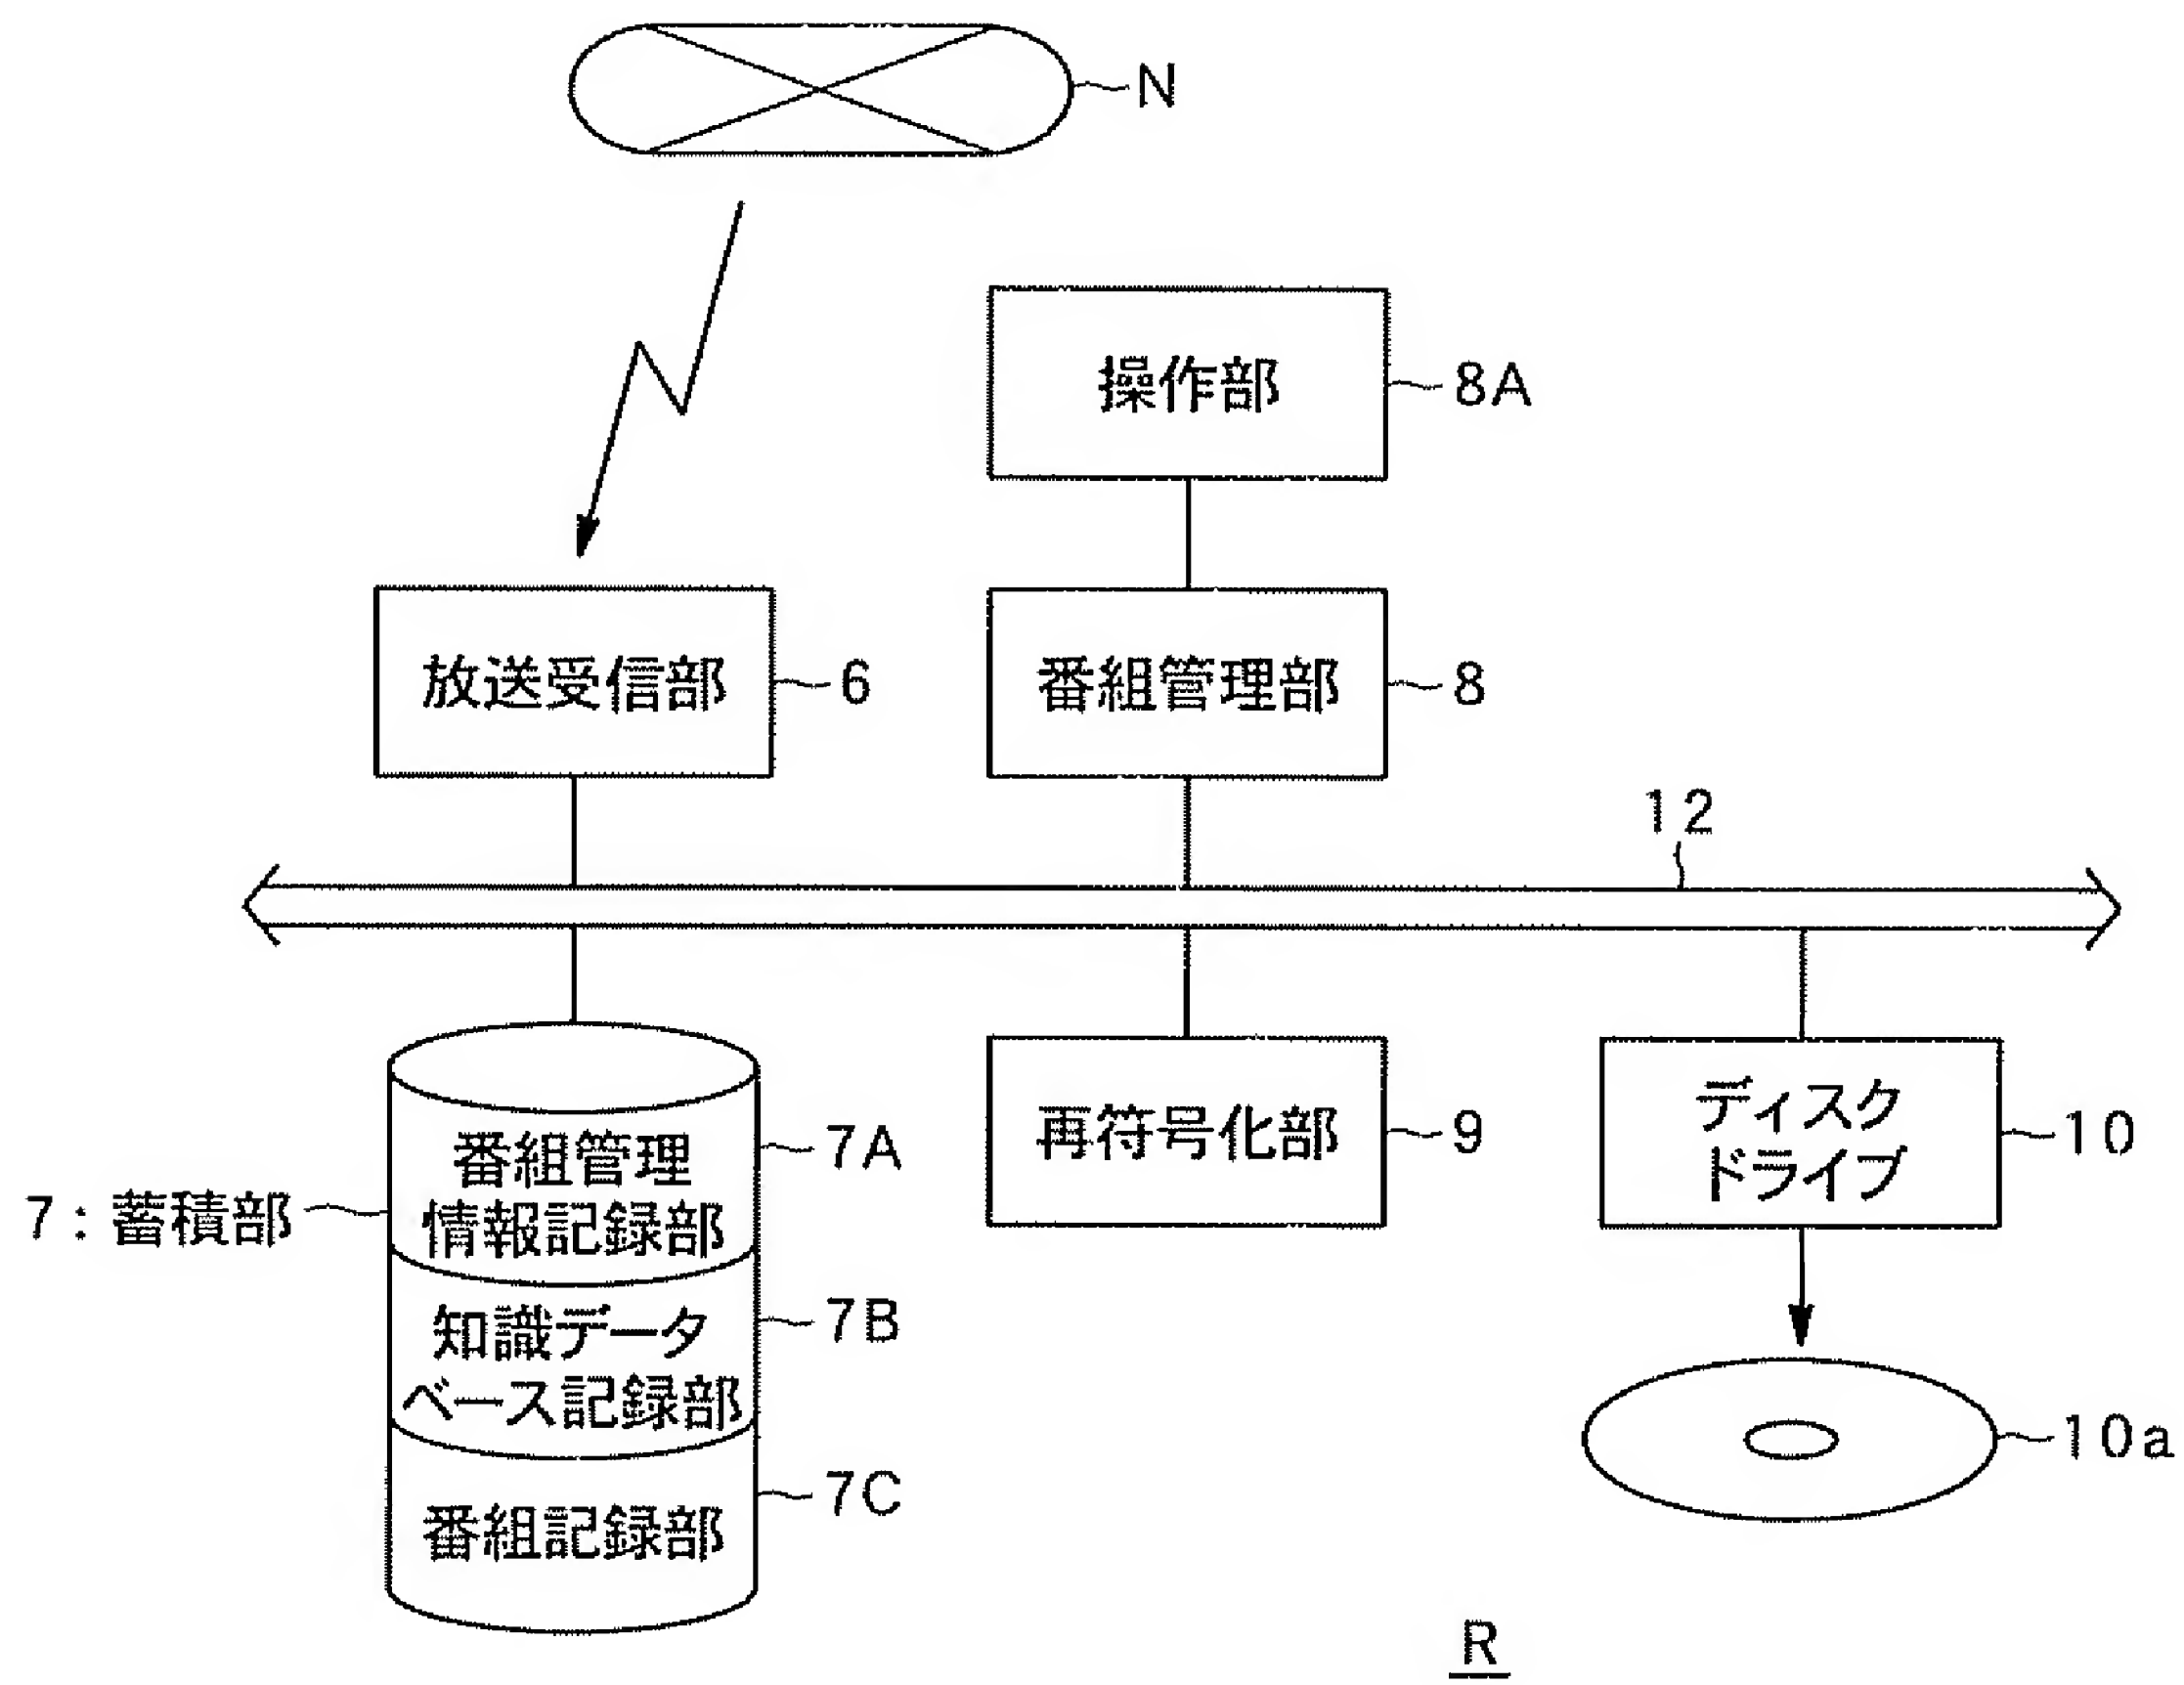 N
操作部
8A
放送受信部
6
番組管理部
8
12
7：蓄積部
番組管理
情報記録部
7A
知識データ
ベース記録部
7B
番組記録部
7C
再符号化部
9
ディスク
ドライブ
10
10a
R